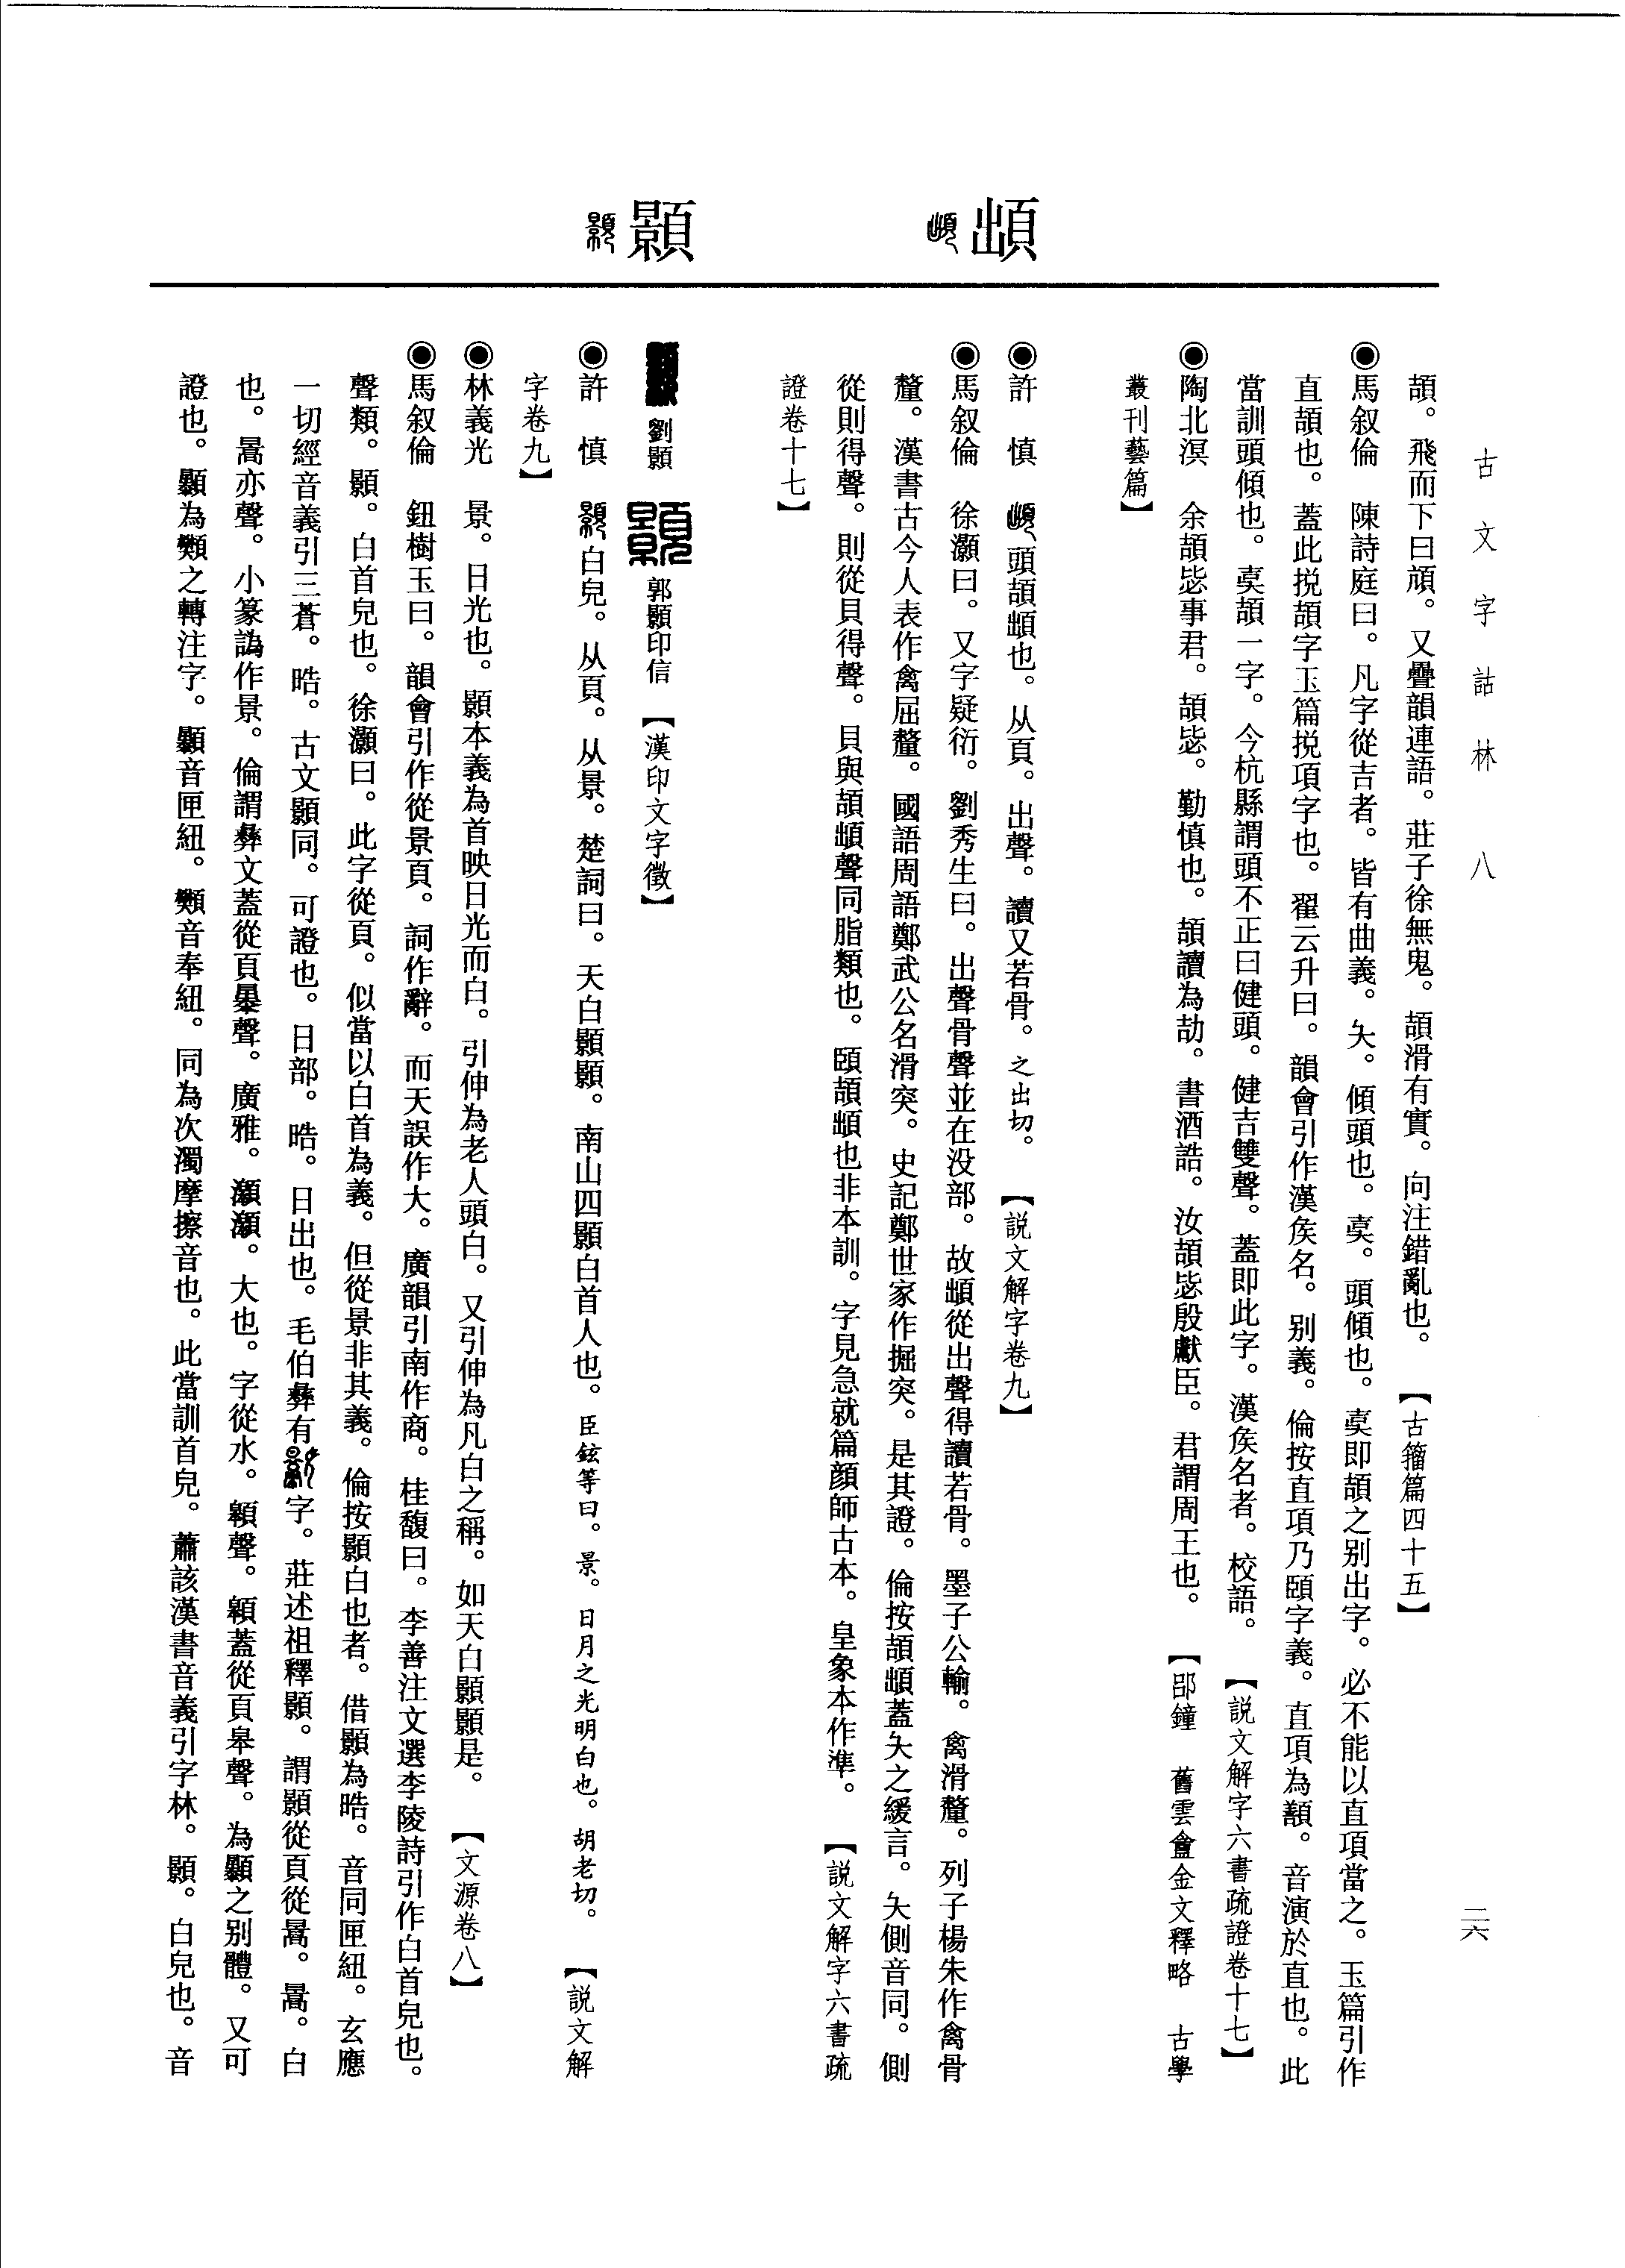 古文字詁林　八
二六
䪼
顥
頡。飛而下曰頏。又疊韻連語。莊子徐無鬼。頡滑有實。向注錯亂也。【古籀篇四十五】
◉馬叙倫　陳詩庭曰。凡字從吉者。皆有曲義。夨。傾頭也。奊。頭傾也。奊即頡之别出字。必不能以直項當之。玉篇引作
直頡也。蓋此挩頡字玉篇挩項字也。翟云升曰。韻會引作漢矦名。别義。倫按直項乃頤字義。直項為顅。音演於直也。此
當訓頭傾也。奊頡一字。今杭縣謂頭不正曰健頭。健吉雙聲。蓋即此字。漢矦名者。校語。【説文解字六書疏證卷十七】
◉陶北溟　余頡毖事君。頡毖。勤慎也。頡讀為劼。書酒誥。汝頡毖殷獻臣。君謂周王也。【郘鐘　舊雲盦金文釋略　古學
叢刊藝篇】
◉許　慎　頭頡䪼也。从頁。出聲。讀又若骨。之出切。【説文解字卷九】
◉馬叙倫　徐灝曰。又字疑衍。劉秀生曰。出聲骨聲並在没部。故䪼從出聲得讀若骨。墨子公輸。禽滑釐。列子楊朱作禽骨
釐。漢書古今人表作禽屈釐。國語周語鄭武公名滑突。史記鄭世家作掘突。是其證。倫按頡䪼蓋夨之緩言。夨側音同。側
從則得聲。則從貝得聲。貝與頡䪼聲同脂類也。頤頡䪼也非本訓。字見急就篇顔師古本。皇象本作準。【説文解字六書疏
證卷十七】
劉顥　郭顥印信　【漢印文字徵】
◉許　慎　白皃。从頁。从景。楚詞曰。天白顥顥。南山四顥白首人也。臣鉉等曰。景。日月之光明白也。胡老切。【説文解
字卷九】
◉林義光　景。日光也。顥本義為首映日光而白。引伸為老人頭白。又引伸為凡白之稱。如天白顥顥是。【文源卷八】
◉馬叙倫　鈕樹玉曰。韻會引作從景頁。詞作辭。而天誤作大。廣韻引南作商。桂馥曰。李善注文選李陵詩引作白首皃也。
聲類。顥。白首皃也。徐灝曰。此字從頁。似當以白首為義。但從景非其義。倫按顥白也者。借顥為晧。音同匣紐。玄應
一切經音義引三蒼。晧。古文顥同。可證也。日部。晧。日出也。毛伯彝有字。莊述祖釋顥。謂顥從頁從暠。暠。白
也。暠亦聲。小篆譌作景。倫謂彝文蓋從頁暴聲。廣雅。灝灝。大也。字從水。顥聲。顥蓋從頁皋聲。為顥之别體。又可
證也。顥為䫌之轉注字。顥音匣紐。䫌音奉紐。同為次濁摩擦音也。此當訓首皃。蕭該漢書音義引字林。顥。白皃也。音